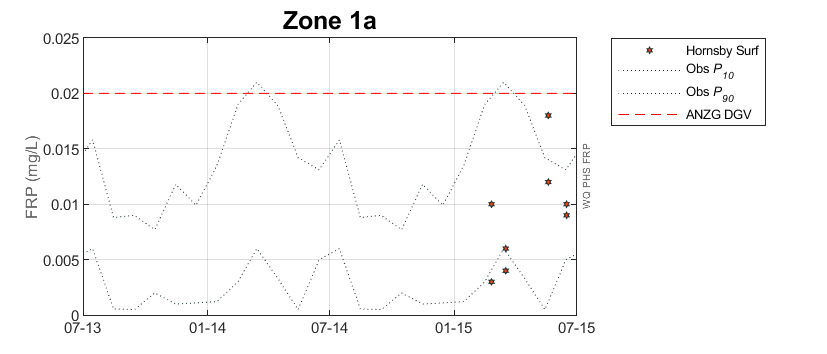 Zone 1a
0.025
0.02
0.015
0.01
0.005
0
FRP (mg/L)
07-13
01-14
07-14
01-15
07-15
WQ PHS FRP
Hornsby Surf
Obs P10
Obs P90
ANZG DGV